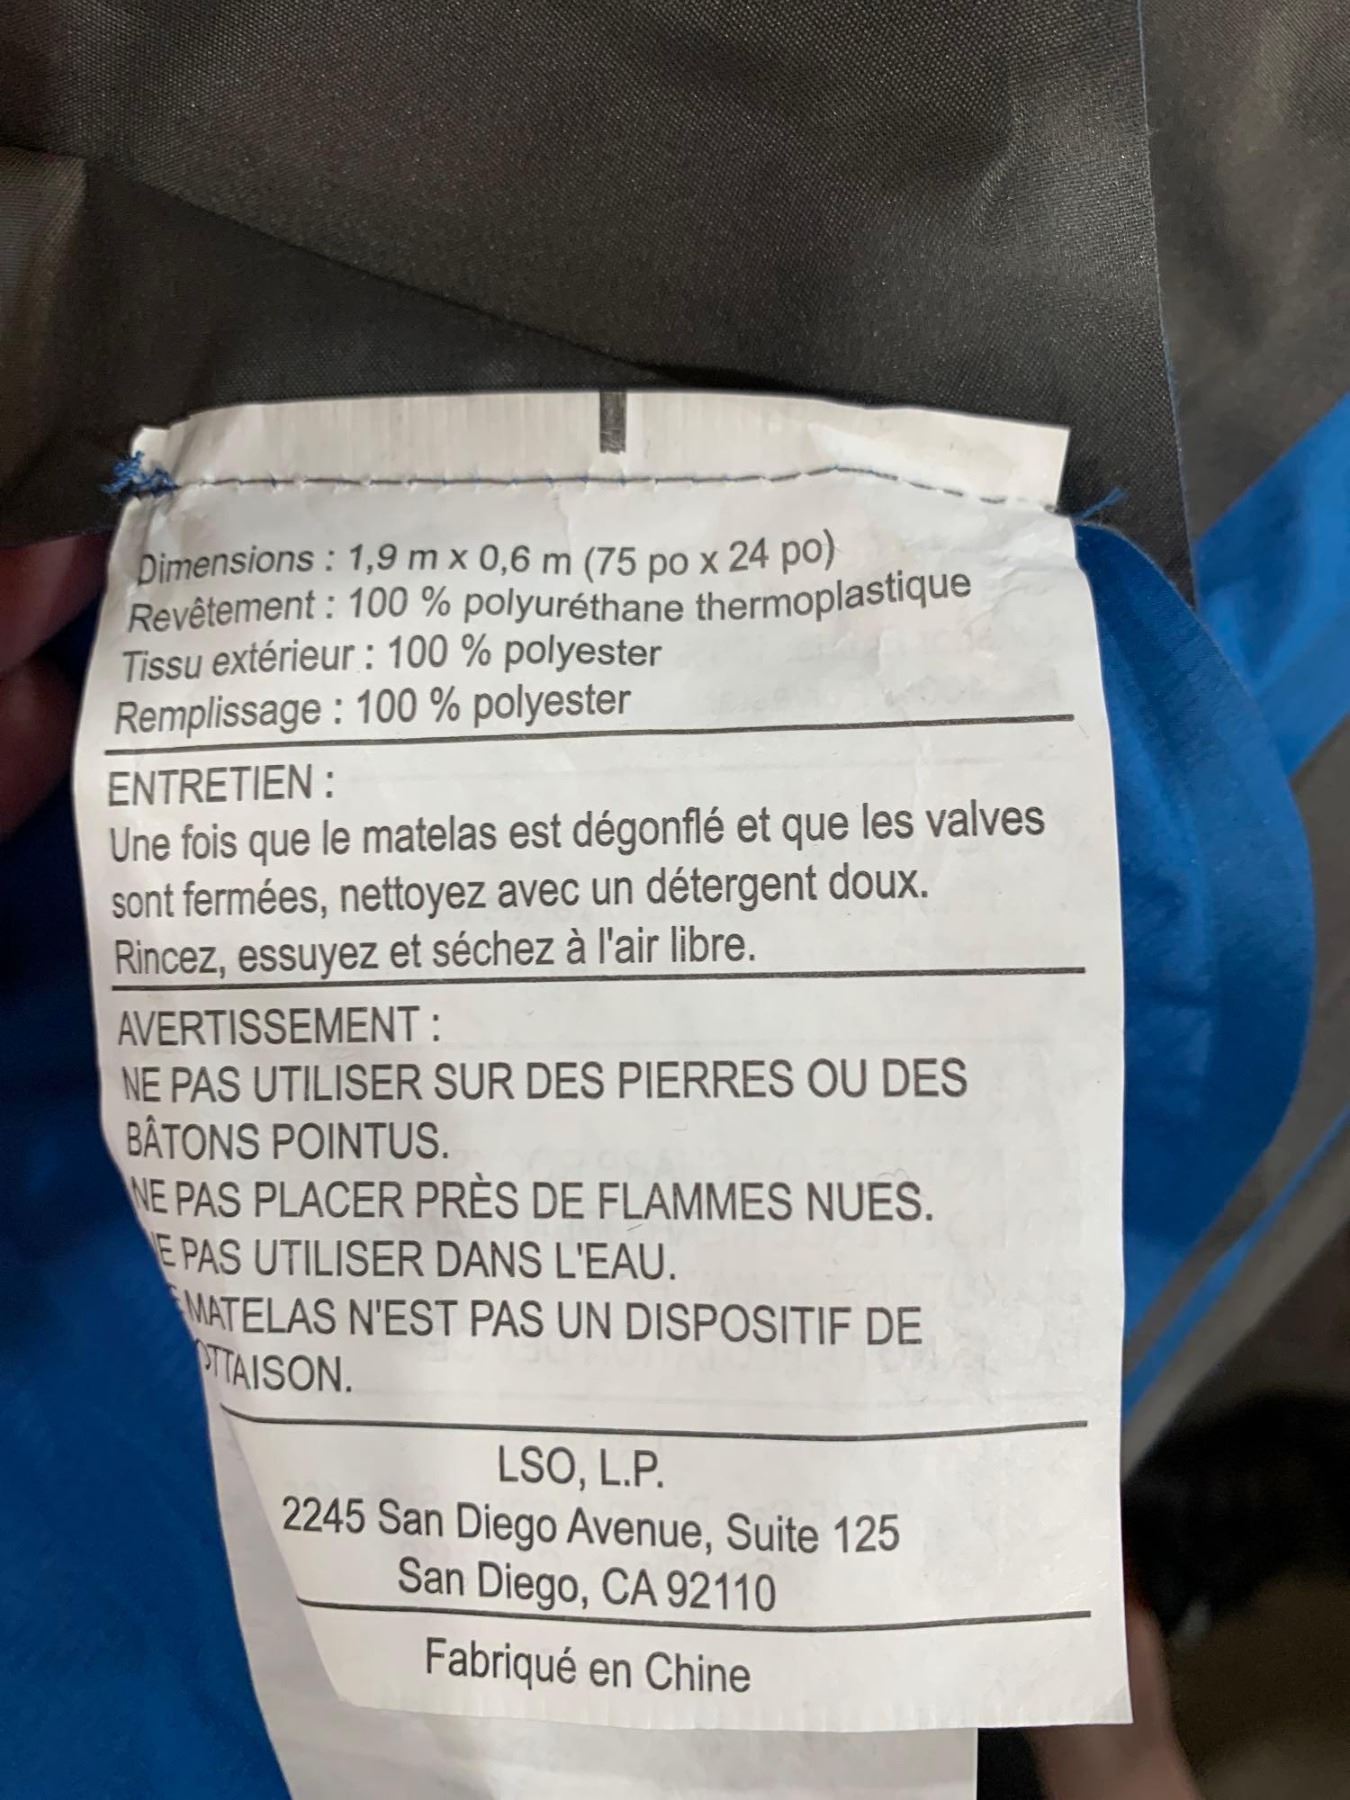 Dimensions : 1,9 m x 0,6 m (75 po x 24 po)
Revêtement : 100 % polyuréthane thermoplastique
Tissu extérieur : 100 % polyester
Remplissage : 100 % polyester
ENTRETIEN :
Une fois que le matelas est dégonflé et que les valves
sont fermées, nettoyez avec un détergent doux.
Rincez, essuyez et séchez à l'air libre.
AVERTISSEMENT :
NE PAS UTILISER SUR DES PIERRES OU DES
BÂTONS POINTUS.
NE PAS PLACER PRÈS DE FLAMMES NUES.
E PAS UTILISER DANS L'EAU.
E MATELAS N'EST PAS UN DISPOSITIF DE
OTTAISON.
LSO, L.P.
2245 San Diego Avenue, Suite 125
San Diego, CA 92110
Fabriqué en Chine